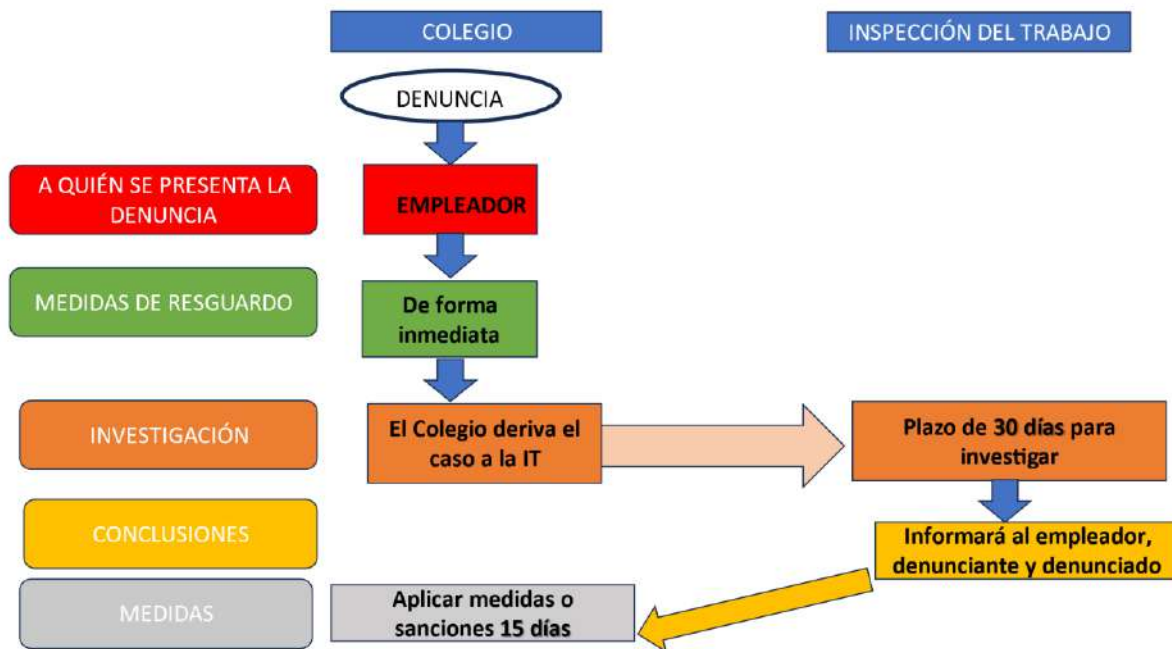 COLEGIO
INSPECCIÓN DEL TRABAJO
DENUNCIA
A QUIÉN SE PRESENTA LA
DENUNCIA
EMPLEADOR
MEDIDAS DE RESGUARDO
De forma
inmediata
INVESTIGACIÓN
El Colegio deriva el
caso a la IT
Plazo de 30 días para
investigar
CONCLUSIONES
Informará al empleador,
denunciante y denunciado
MEDIDAS
Aplicar medidas o
sanciones 15 días